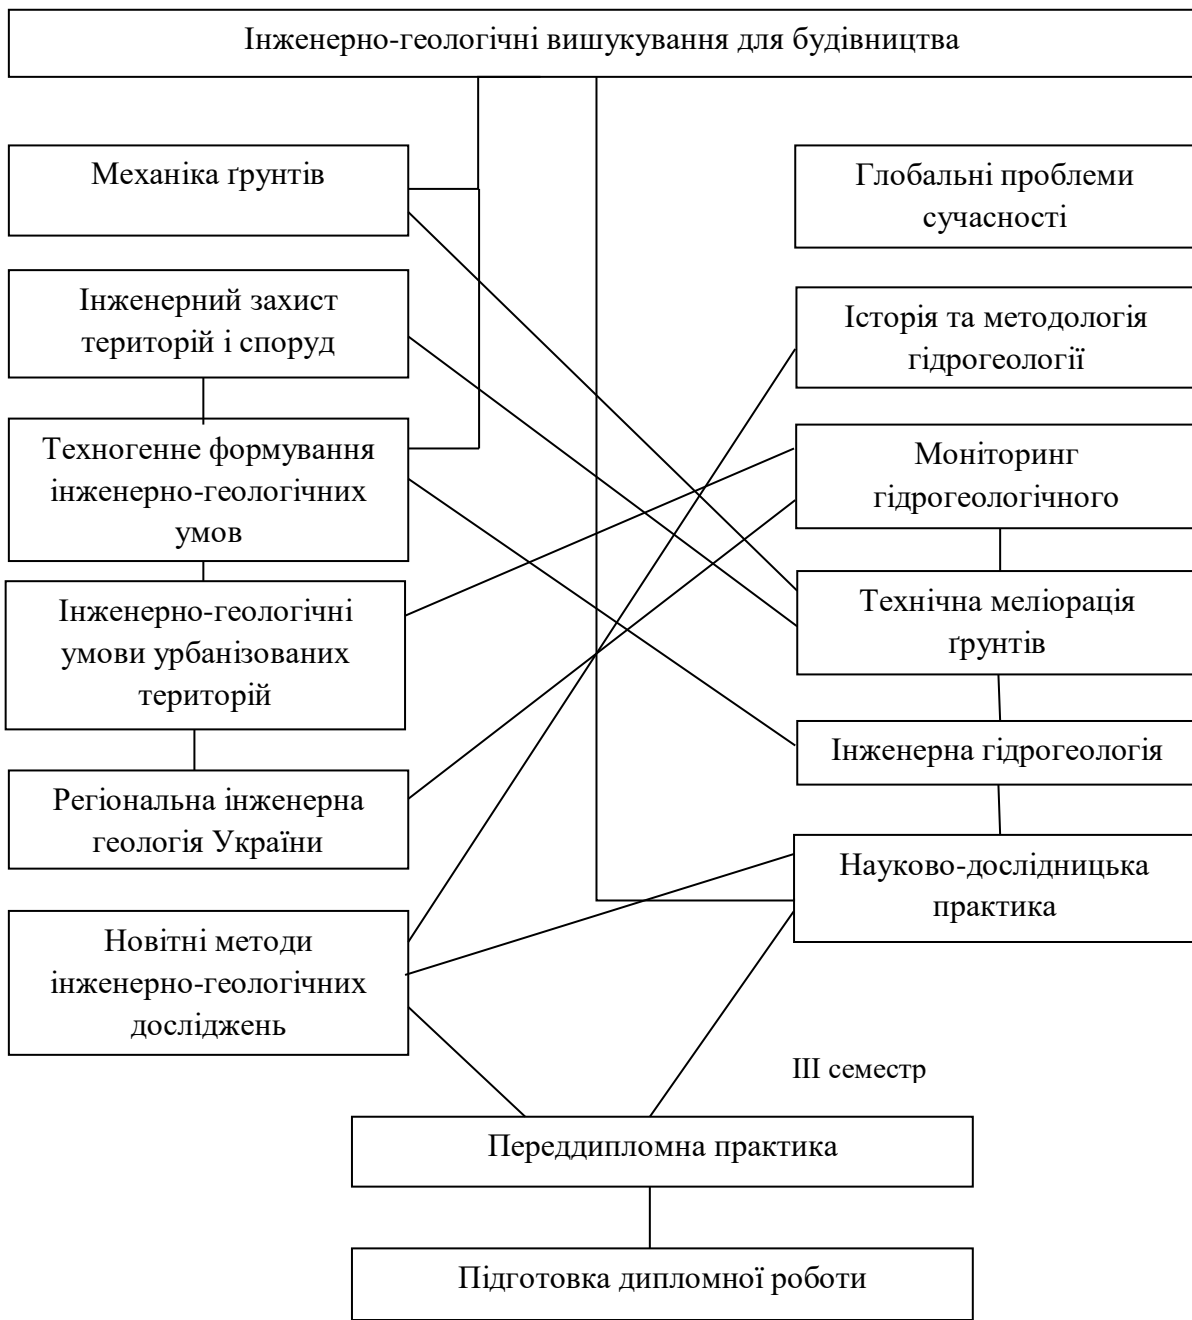 Інженерно-геологічні вишукування для будівництва
Механіка ґрунтів
Глобальні проблеми
сучасності
Інженерний захист
територій і споруд
Історія та методологія
гідрогеології
Техногенне формування
інженерно-геологічних
умов
Моніторинг
гідрогеологічного
Інженерно-геологічні
умови урбанізованих
територій
Технічна меліорація
ґрунтів
Інженерна гідрогеологія
Регіональна інженерна
геологія України
Науково-дослідницька
практика
Новітні методи
інженерно-геологічних
досліджень
III семестр
Переддипломна практика
Підготовка дипломної роботи